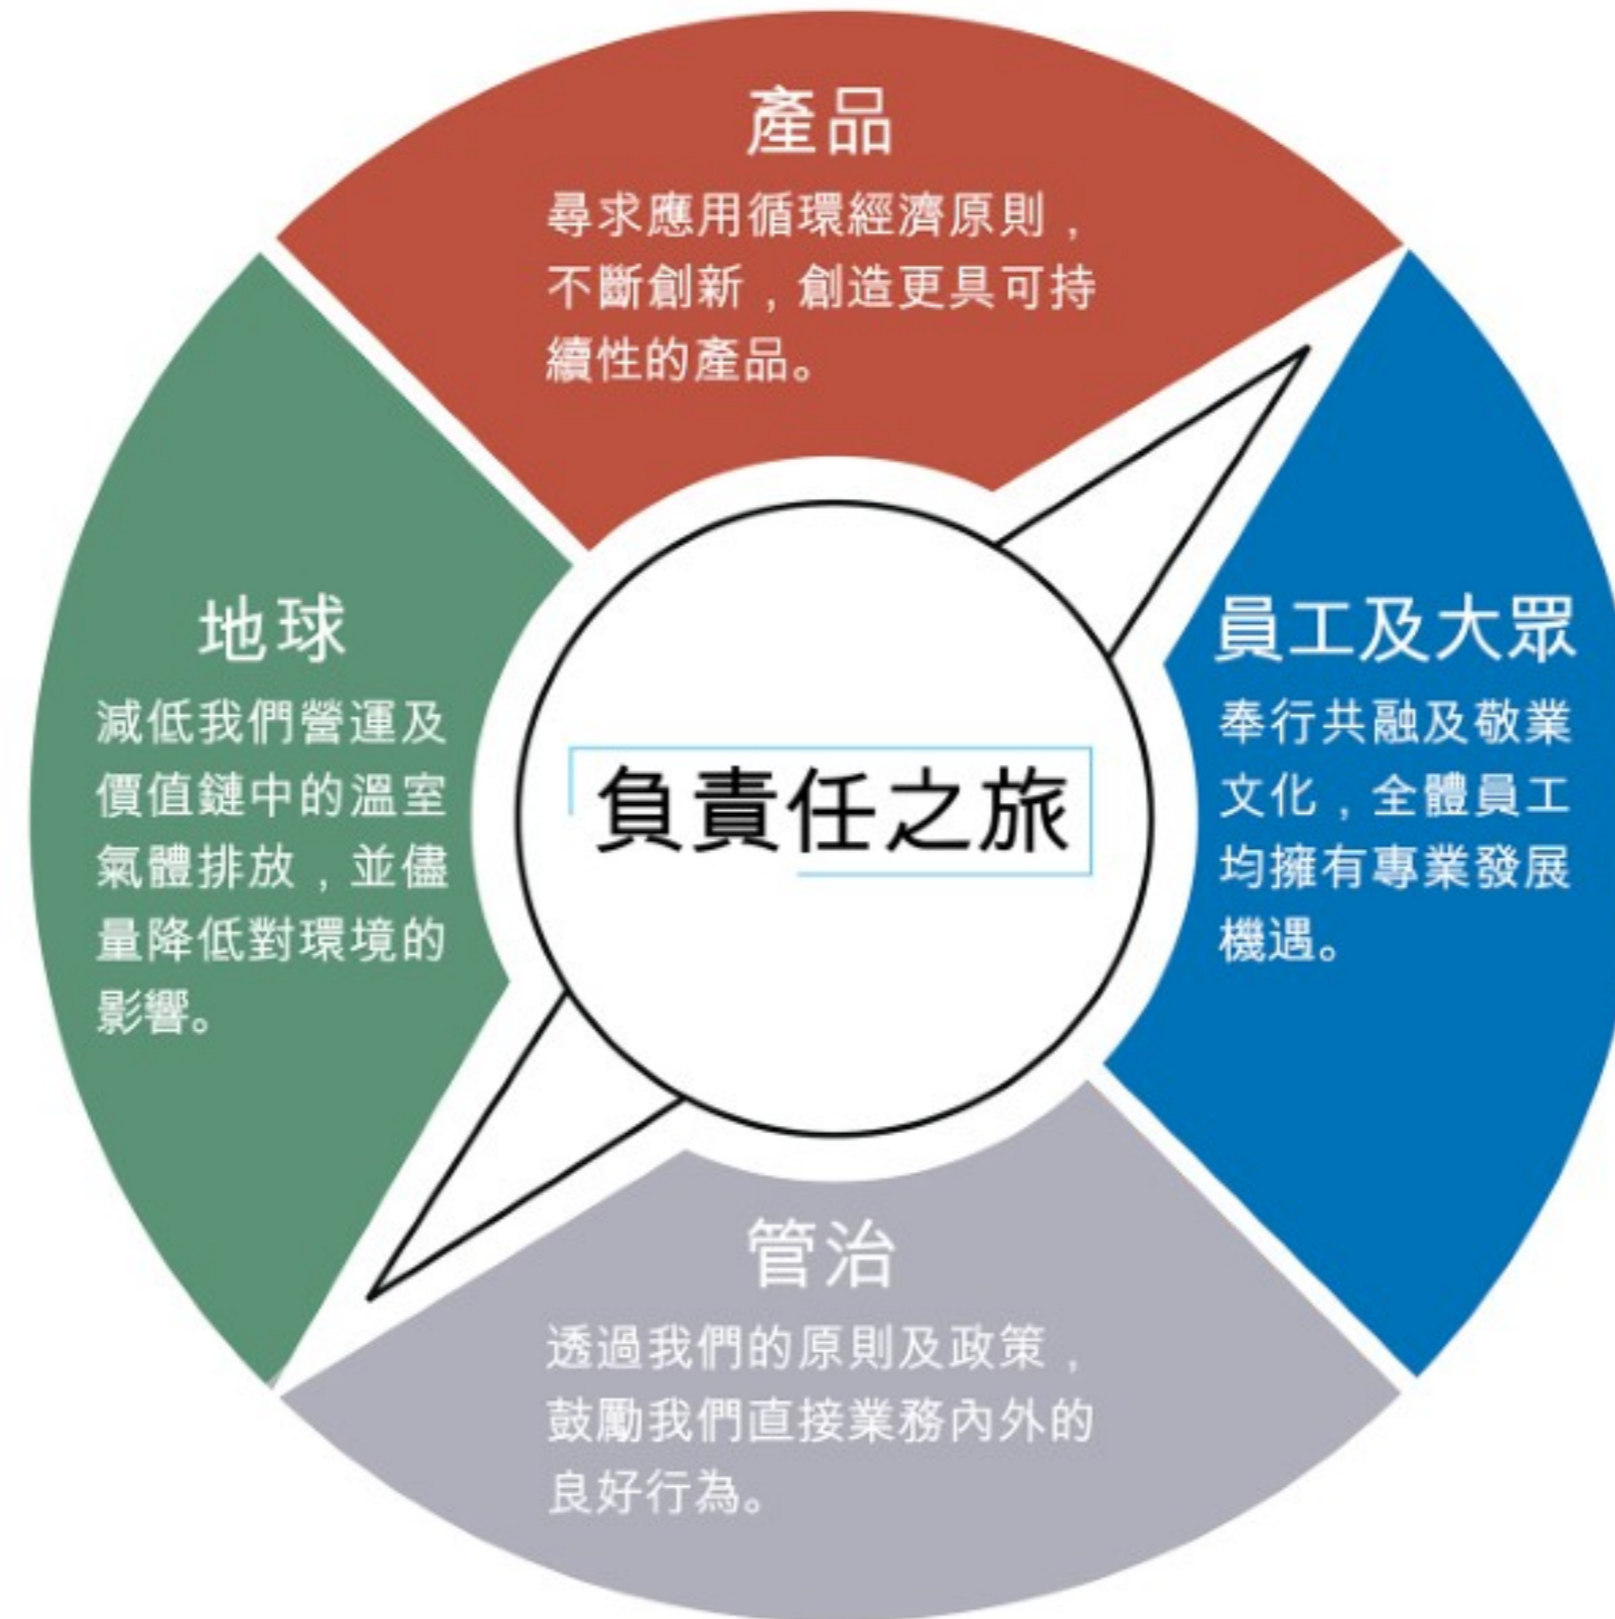 產品
尋求應用循環經濟原則，
不斷創新，創造更具可持
續性的產品。
地球
減低我們營運及
價值鏈中的溫室
氣體排放，並儘
量降低對環境的
影響。
負責任之旅
員工及大眾
奉行共融及敬業
文化，全體員工
均擁有專業發展
機遇。
管治
透過我們的原則及政策，
鼓勵我們直接業務內外的
良好行為。